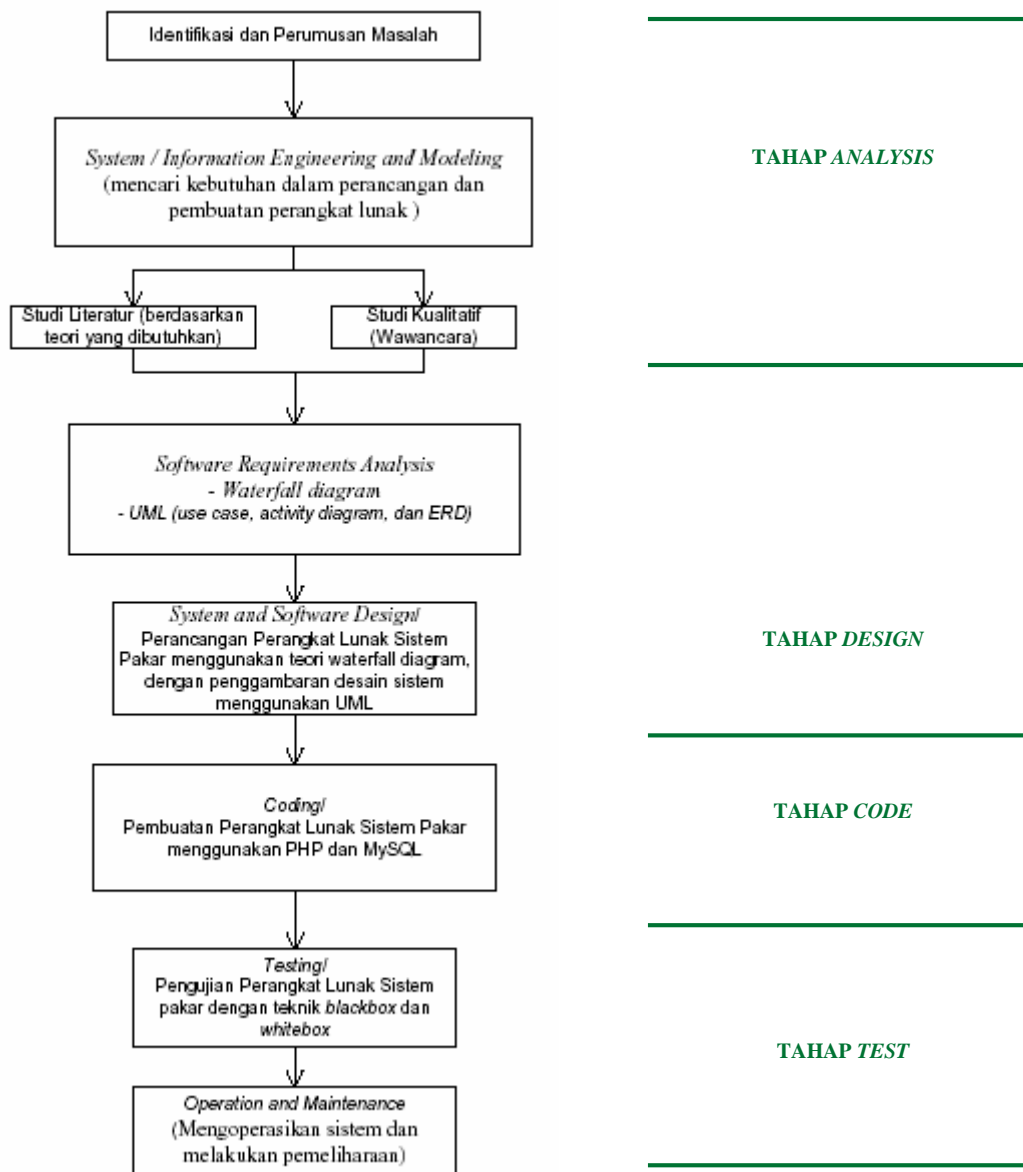 Identifikasi dan Perumusan Masalah
System / Information Engineering and Modeling
(mencari kebutuhan dalam perancangan dan
pembuatan perangkat lunak )
TAHAP ANALYSIS
Studi Literatur (berdasarkan
teori yang dibutuhkan)
Studi Kualitatif
(Wawancara)
Software Requirements Analysis
- Waterfall diagram
- UML (use case, activity diagram, dan ERD)
System and Software Design/
Perancangan Perangkat Lunak Sistem
Pakar menggunakan teori waterfall diagram,
dengan penggambaran desain sistem
menggunakan UML
TAHAP DESIGN
Coding/
Pembuatan Perangkat Lunak Sistem Pakar
menggunakan PHP dan MySQL
TAHAP CODE
Testing/
Pengujian Perangkat Lunak Sistem
pakar dengan teknik blackbox dan
whitebox
TAHAP TEST
Operation and Maintenance
(Mengoperasikan sistem dan
melakukan pemeliharaan)